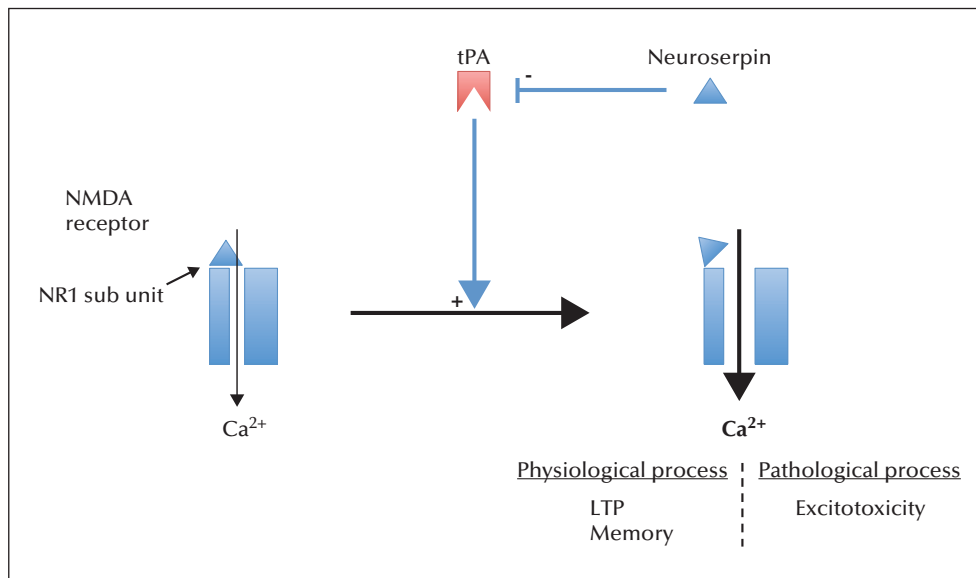 tPA
Neuroserpin
-
NMDA
receptor
NR1 sub unit
+
Ca²⁺
Ca²⁺
Physiological process
Pathological process
LTP
Memory
Excitotoxicity